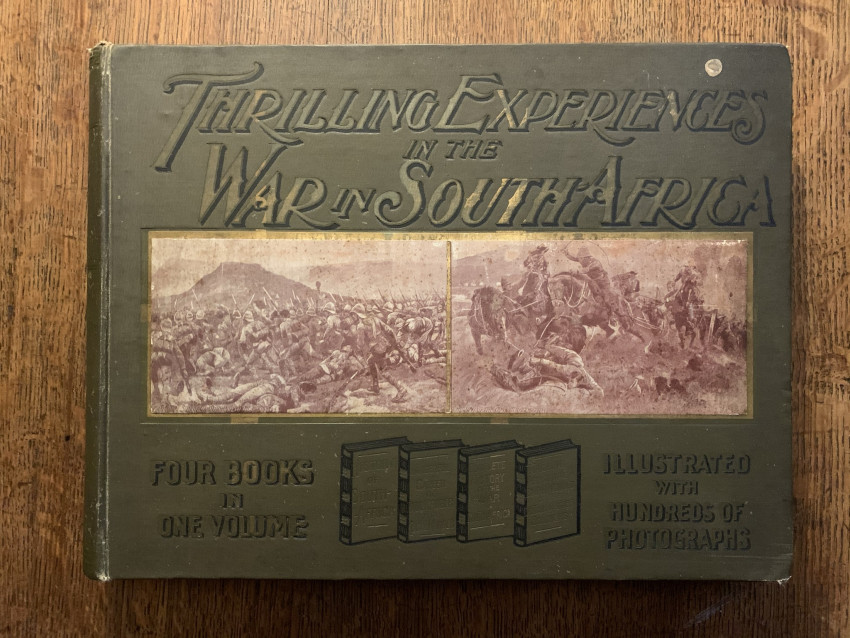 THRILLING EXPERIENCES
IN THE
WAR IN SOUTH AFRICA
FOUR BOOKS
IN
ONE VOLUME
ILLUSTRATED
WITH
HUNDREDS OF
PHOTOGRAPHS